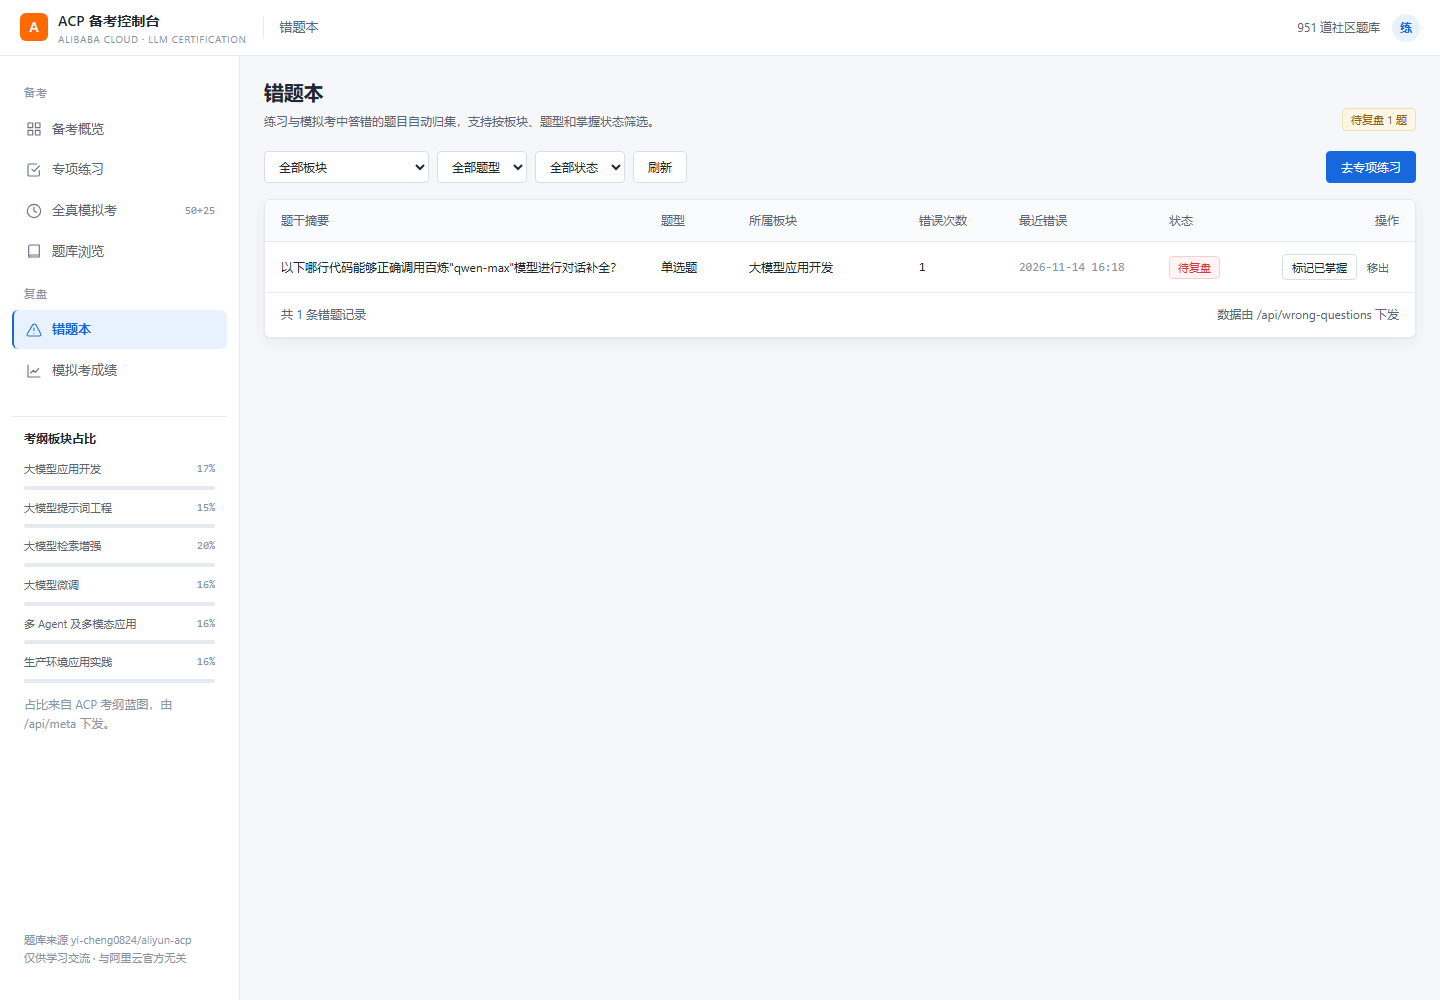 A
ACP 备考控制台
ALIBABA CLOUD · LLM CERTIFICATION
错题本
951 道社区题库
练
备考
备考概览
专项练习
全真模拟考 50+25
题库浏览
复盘
错题本
模拟考成绩
考纲板块占比
大模型应用开发 17%
大模型提示词工程 15%
大模型检索增强 20%
大模型微调 16%
多 Agent 及多模态应用 16%
生产环境应用实践 16%
占比来自 ACP 考纲蓝图，由
/api/meta 下发。
题库来源 yi-cheng0824/aliyun-acp
仅供学习交流 · 与阿里云官方无关
错题本
练习与模拟考中答错的题目自动归集，支持按板块、题型和掌握状态筛选。
待复盘 1 题
全部板块 全部题型 全部状态 刷新 去专项练习
题干摘要 题型 所属板块 错误次数 最近错误 状态 操作
以下哪行代码能够正确调用百炼"qwen-max"模型进行对话补全？ 单选题 大模型应用开发 1 2026-11-14 16:18 待复盘 标记已掌握 移出
共 1 条错题记录 数据由 /api/wrong-questions 下发